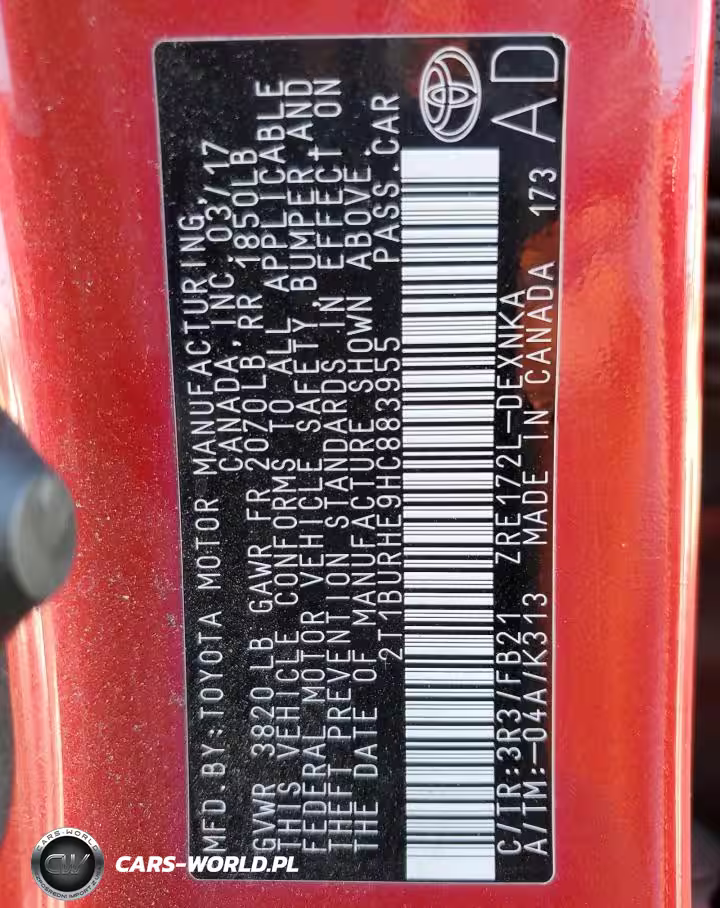 MFD.BY:TOYOTA MOTOR MANUFACTURING,
CANADA, INC. 03/17
GVWR 3820 LB GAWR FR 2070LB, RR 1850LB
THIS VEHICLE CONFORMS TO ALL APPLICABLE
FEDERAL MOTOR VEHICLE SAFETY, BUMPER, AND
THEFT PREVENTION STANDARDS IN EFFECT ON
THE DATE OF MANUFACTURE SHOWN ABOVE.
2T1BURHE9HC883955 PASS.CAR
C/TR:3R3/FB21 ZRE172L-DEXNKA
A/TM:-04A/K313 MADE IN CANADA 173
AD
CARS-WORLD
CW
CARS-WORLD.PL